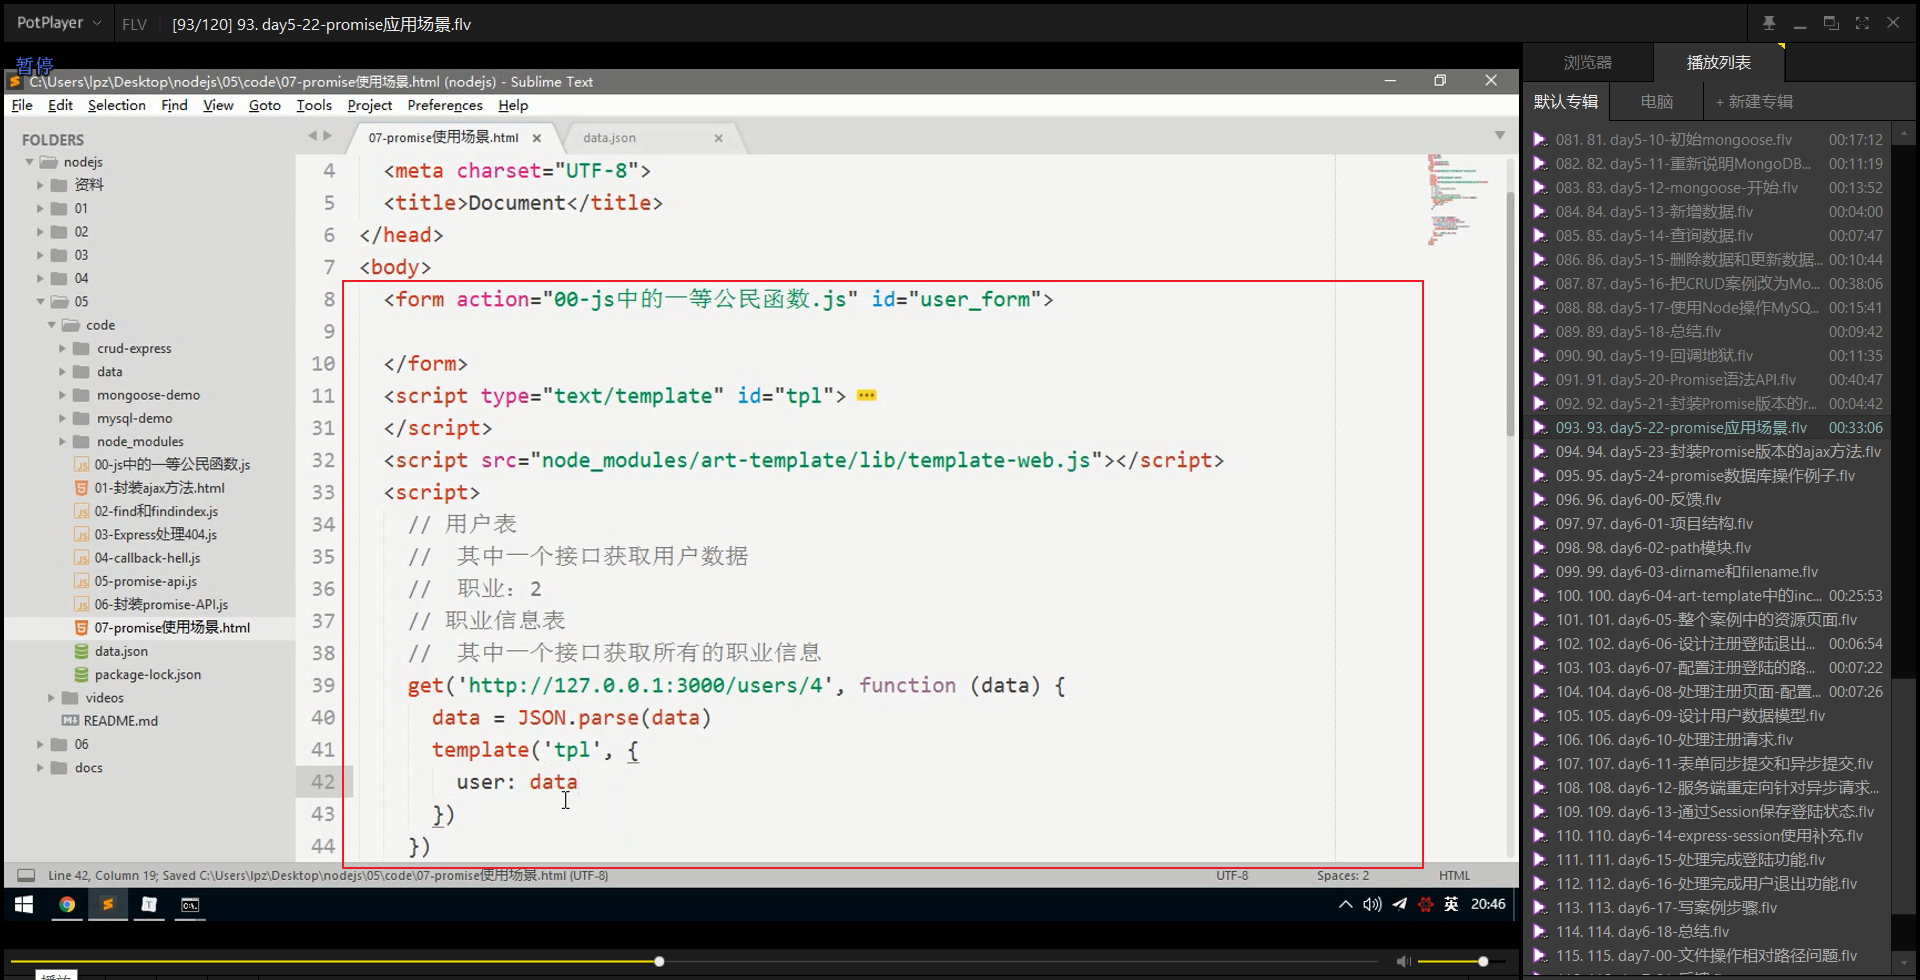 PotPlayer
FLV
[93/120] 93. day5-22-promise应用场景.flv
暂停
C:\Users\lpz\Desktop\nodejs\05\code\07-promise使用场景.html (nodejs) - Sublime Text
File Edit Selection Find View Goto Tools Project Preferences Help
FOLDERS
nodejs
资料
01
02
03
04
05
code
crud-express
data
mongoose-demo
mysql-demo
node_modules
00-js中的一等公民函数.js
01-封装ajax方法.html
02-find和findindex.js
03-Express处理404.js
04-callback-hell.js
05-promise-api.js
06-封装promise-API.js
07-promise使用场景.html
data.json
package-lock.json
videos
README.md
06
docs
07-promise使用场景.html
data.json
4 <meta charset="UTF-8">
5 <title>Document</title>
6 </head>
7 <body>
8 <form action="00-js中的一等公民函数.js" id="user_form">
9
10 </form>
11 <script type="text/template" id="tpl">
31 </script>
32 <script src="node_modules/art-template/lib/template-web.js"></script>
33 <script>
34 // 用户表
35 // 其中一个接口获取用户数据
36 // 职业: 2
37 // 职业信息表
38 // 其中一个接口获取所有的职业信息
39 get('http://127.0.0.1:3000/users/4', function (data) {
40 data = JSON.parse(data)
41 template('tpl', {
42 user: data
43 })
44 })
Line 42, Column 19; Saved C:\Users\lpz\Desktop\nodejs\05\code\07-promise使用场景.html (UTF-8)
UTF-8
Spaces: 2
HTML
英
20:46
播放
浏览器
播放列表
默认专辑
电脑
+ 新建专辑
081. 81. day5-10-初始mongoose.flv 00:17:12
082. 82. day5-11-重新说明MongoDB... 00:11:19
083. 83. day5-12-mongoose-开始.flv 00:13:52
084. 84. day5-13-新增数据.flv 00:04:00
085. 85. day5-14-查询数据.flv 00:07:47
086. 86. day5-15-删除数据和更新数据... 00:10:44
087. 87. day5-16-把CRUD案例改为Mo... 00:38:06
088. 88. day5-17-使用Node操作MySQ... 00:15:41
089. 89. day5-18-总结.flv 00:09:42
090. 90. day5-19-回调地狱.flv 00:11:35
091. 91. day5-20-Promise语法API.flv 00:40:47
092. 92. day5-21-封装Promise版本的r... 00:04:42
093. 93. day5-22-promise应用场景.flv 00:33:06
094. 94. day5-23-封装Promise版本的ajax方法.flv
095. 95. day5-24-promise数据库操作例子.flv
096. 96. day6-00-反馈.flv
097. 97. day6-01-项目结构.flv
098. 98. day6-02-path模块.flv
099. 99. day6-03-dirname和filename.flv
100. 100. day6-04-art-template中的inc... 00:25:53
101. 101. day6-05-整个案例中的资源页面.flv
102. 102. day6-06-设计注册登陆退出... 00:06:54
103. 103. day6-07-配置注册登陆的路... 00:07:22
104. 104. day6-08-处理注册页面-配置... 00:07:26
105. 105. day6-09-设计用户数据模型.flv
106. 106. day6-10-处理注册请求.flv
107. 107. day6-11-表单同步提交和异步提交.flv
108. 108. day6-12-服务端重定向针对异步请求...
109. 109. day6-13-通过Session保存登陆状态.flv
110. 110. day6-14-express-session使用补充.flv
111. 111. day6-15-处理完成登陆功能.flv
112. 112. day6-16-处理完成用户退出功能.flv
113. 113. day6-17-写案例步骤.flv
114. 114. day6-18-总结.flv
115. 115. day7-00-文件操作相对路径问题.flv